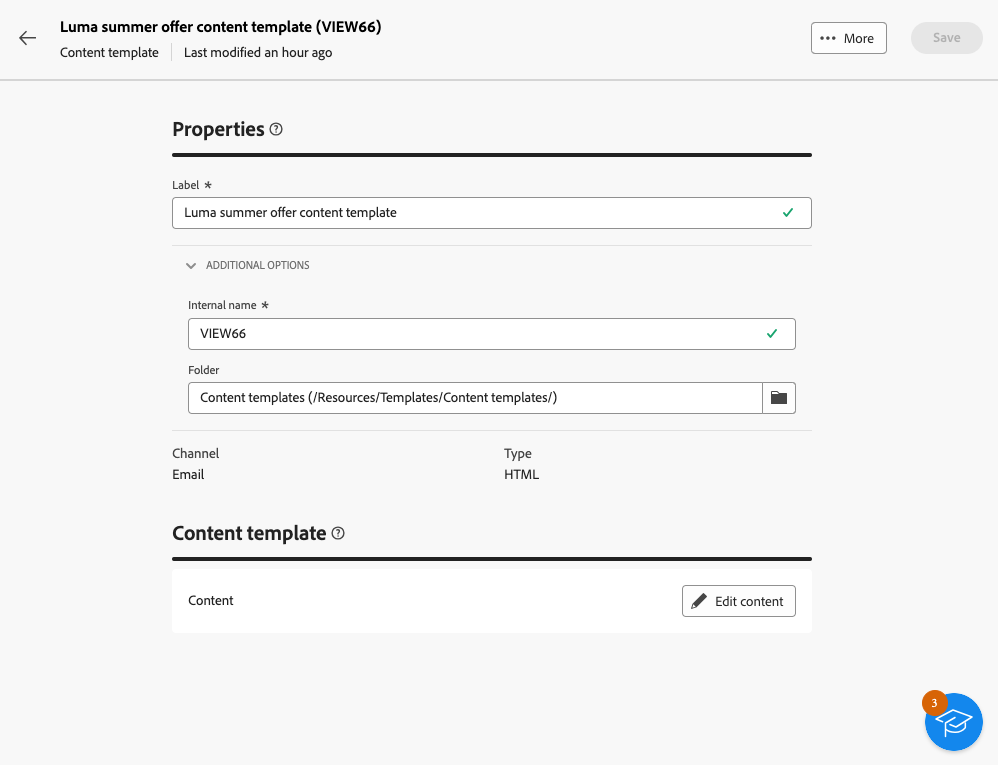 Luma summer offer content template (VIEW66)
Content template
Last modified an hour ago
More
Save
Properties
Label *
Luma summer offer content template
ADDITIONAL OPTIONS
Internal name *
VIEW66
Folder
Content templates (/Resources/Templates/Content templates/)
Channel
Type
Email
HTML
Content template
Content
Edit content
3